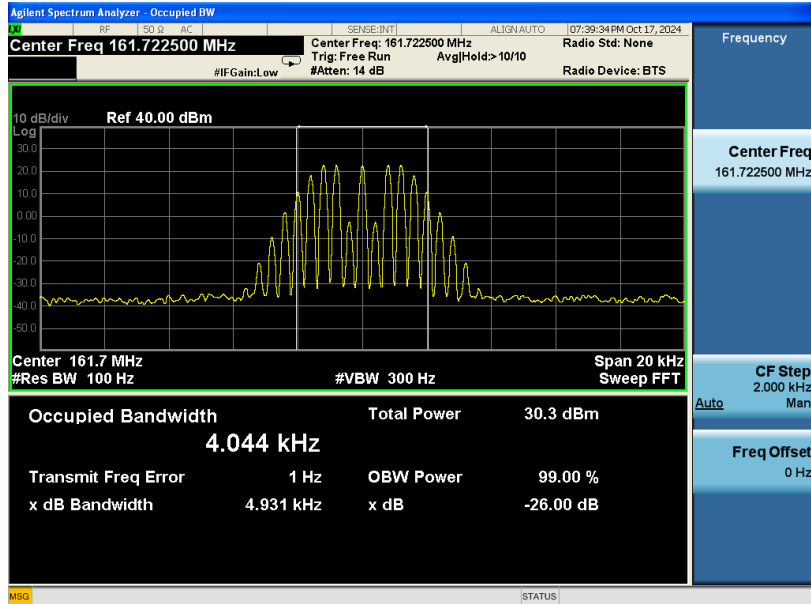 Agilent Spectrum Analyzer - Occupied BW
LXI RF 50 Ω AC SENSE:INT ALIGN AUTO 07:39:34 PM Oct 17, 2024
Center Freq 161.722500 MHz
Center Freq: 161.722500 MHz Radio Std: None
Trig: Free Run Avg|Hold:> 10/10
#IFGain:Low #Atten: 14 dB Radio Device: BTS
10 dB/div Ref 40.00 dBm
Log
30.0
20.0
10.0
0.00
-10.0
-20.0
-30.0
-40.0
-50.0
Center 161.7 MHz Span 20 kHz
#Res BW 100 Hz #VBW 300 Hz Sweep FFT
Occupied Bandwidth Total Power 30.3 dBm
4.044 kHz
Transmit Freq Error 1 Hz OBW Power 99.00 %
x dB Bandwidth 4.931 kHz x dB -26.00 dB
Frequency
Center Freq
161.722500 MHz
CF Step
2.000 kHz
Auto Man
Freq Offset
0 Hz
MSG STATUS